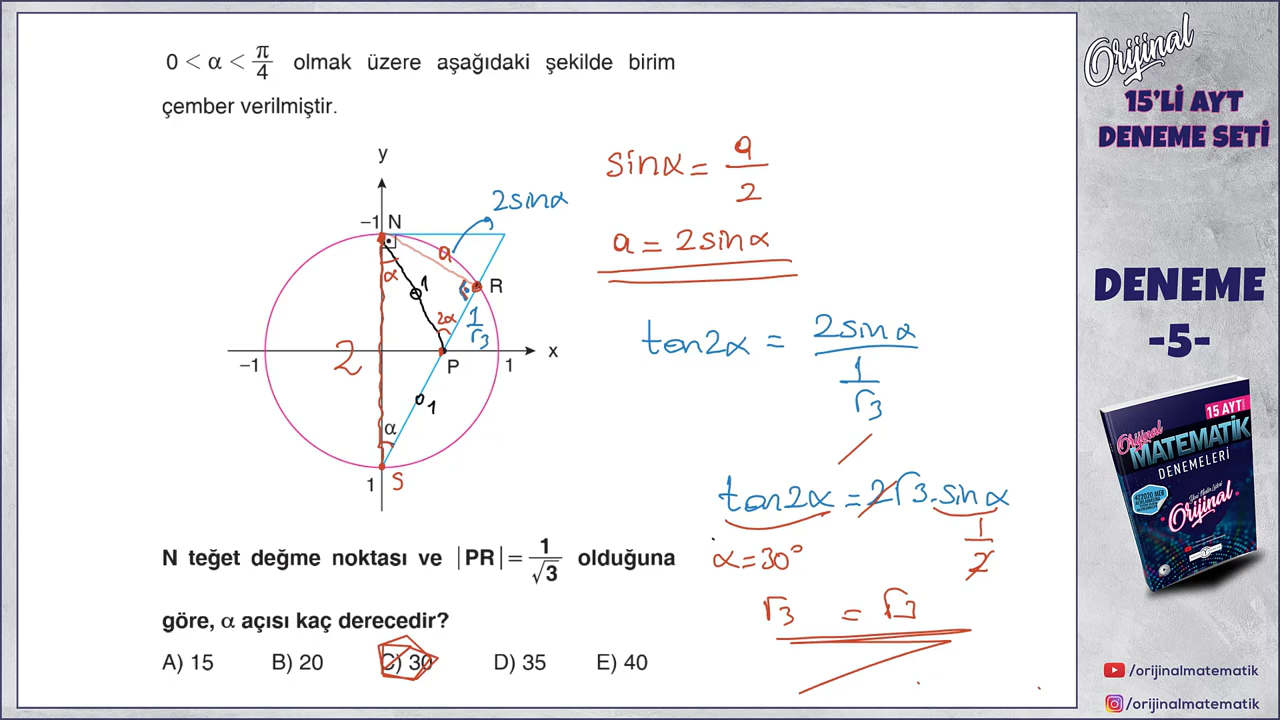 0 < α < π/4 olmak üzere aşağıdaki şekilde birim
çember verilmiştir.
y
−1 N
2sinα
a
α
1
R
2α
1/√3
−1
2
P
1
x
1
α
1
S
sinα = a/2
a = 2sinα
tan2α = 2sinα / (1/√3)
tan2α = 2√3.sinα
α = 30°
1/2
√3 = √3
N teğet değme noktası ve |PR| = 1/√3 olduğuna
göre, α açısı kaç derecedir?
A) 15 B) 20 C) 30 D) 35 E) 40
Orijinal
15'Lİ AYT
DENEME SETİ
DENEME
-5-
15 AYT
Orijinal
MATEMATİK
DENEMELERİ
Orijinal
/orijinalmatematik
/orijinalmatematik